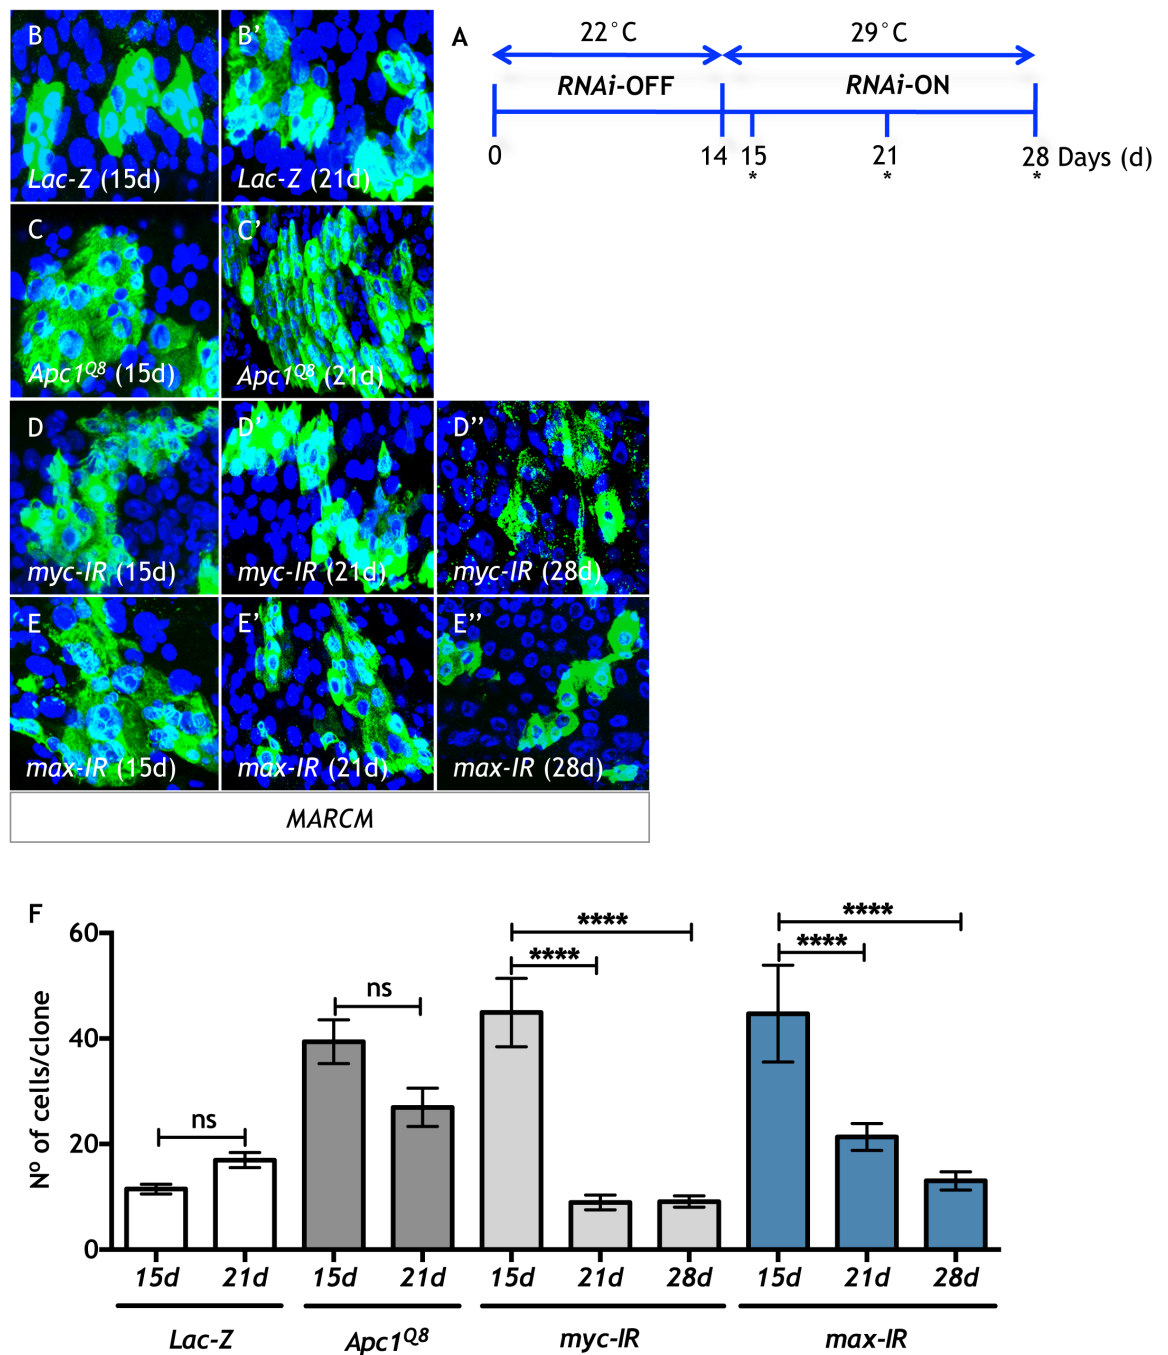 A
22°C 29°C
RNAi-OFF RNAi-ON
0 14 15 21 28 Days (d)
* * *
B B’
Lac-Z (15d) Lac-Z (21d)
C C’
Apc1Q8 (15d) Apc1Q8 (21d)
D D’ D’’
myc-IR (15d) myc-IR (21d) myc-IR (28d)
E E’ E’’
max-IR (15d) max-IR (21d) max-IR (28d)
MARCM
F
Nº of cells/clone
60
40
20
0
ns ns **** **** **** ****
15d 21d 15d 21d 15d 21d 28d 15d 21d 28d
Lac-Z Apc1Q8 myc-IR max-IR